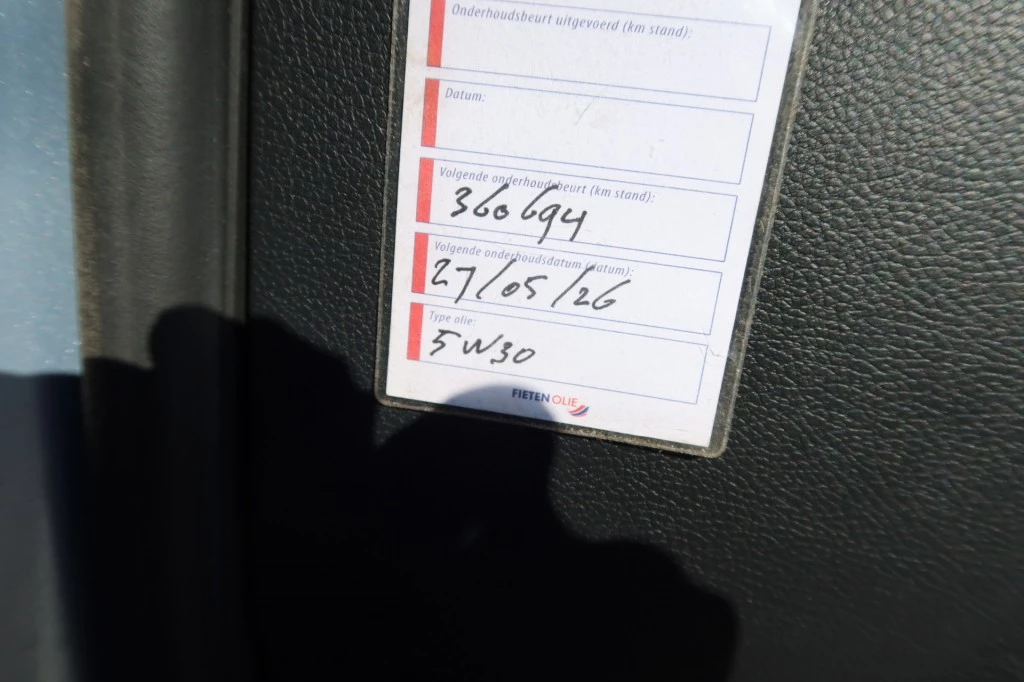 Onderhoudsbeurt uitgevoerd (km stand):
Datum:
Volgende onderhoudsbeurt (km stand):
360694
Volgende onderhoudsdatum (datum):
27/05/26
Type olie:
5W30
FIETEN OLIE